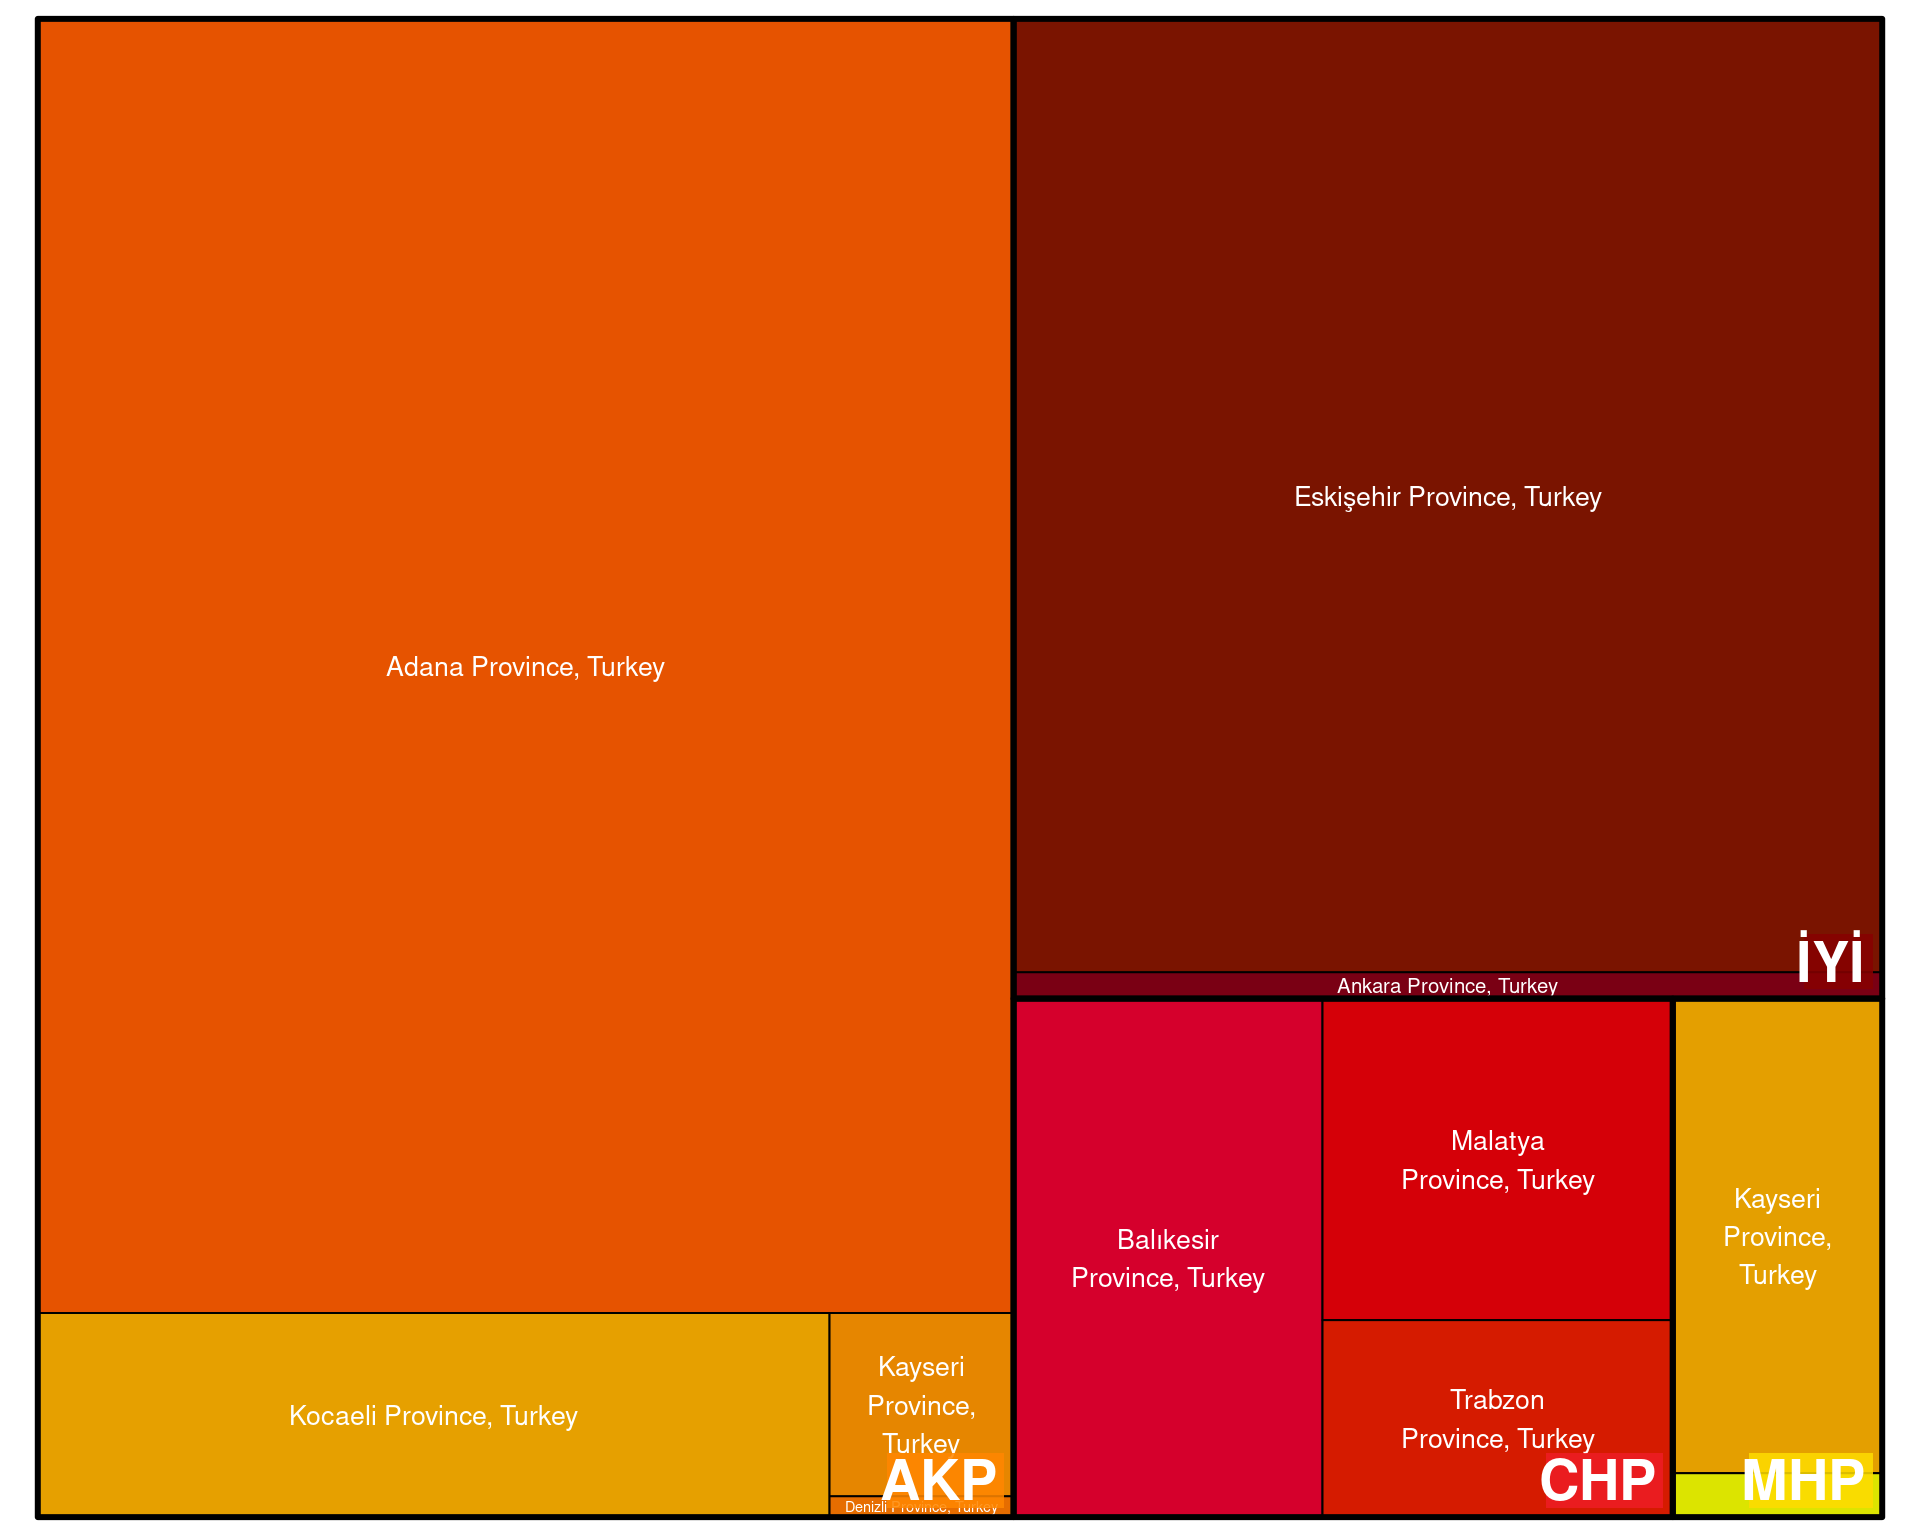 Adana Province, Turkey
Kocaeli Province, Turkey
Kayseri
Province,
Turkey
Denizli Province, Turkey
AKP
Eskişehir Province, Turkey
Ankara Province, Turkey
İYİ
Balıkesir
Province, Turkey
Malatya
Province, Turkey
Trabzon
Province, Turkey
CHP
Kayseri
Province,
Turkey
MHP